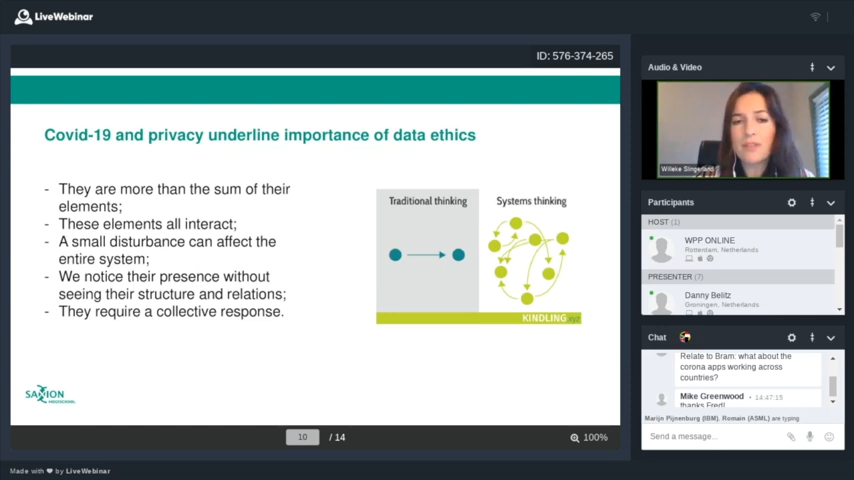 LiveWebinar
ID: 576-374-265
Covid-19 and privacy underline importance of data ethics
- They are more than the sum of their
elements;
- These elements all interact;
- A small disturbance can affect the
entire system;
- We notice their presence without
seeing their structure and relations;
- They require a collective response.
Traditional thinking
Systems thinking
KINDLING.xyz
SAXION
HOGESCHOOL
10 / 14
100%
Made with ❤ by LiveWebinar
Audio & Video
Willeke Slingerland
Participants
HOST (1)
WPP ONLINE
Rotterdam, Netherlands
PRESENTER (7)
Danny Belitz
Groningen, Netherlands
Chat
Relate to Bram: what about the
corona apps working across
countries?
Mike Greenwood • 14:47:15
thanks Fred!
Marijn Pijnenburg (IBM), Romain (ASML) are typing
Send a message...